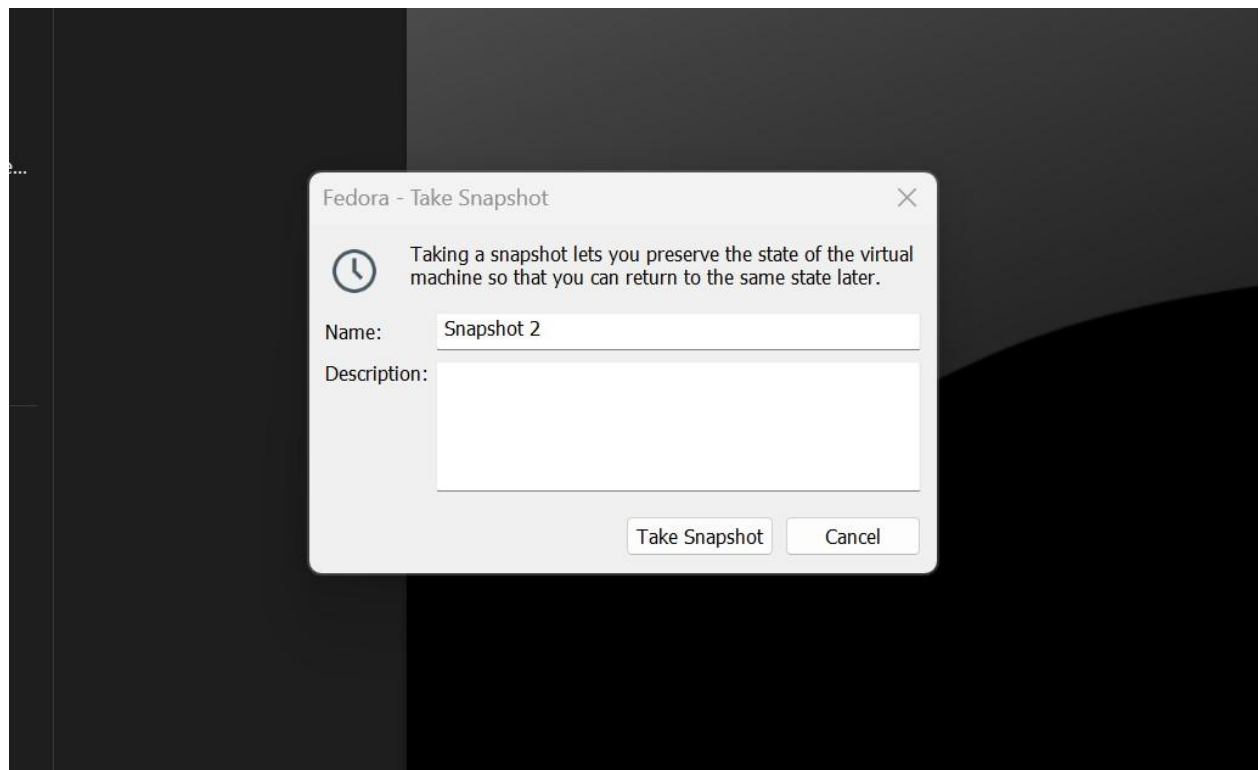 e...
Fedora - Take Snapshot
Taking a snapshot lets you preserve the state of the virtual
machine so that you can return to the same state later.
Name:
Snapshot 2
Description:
Take Snapshot
Cancel